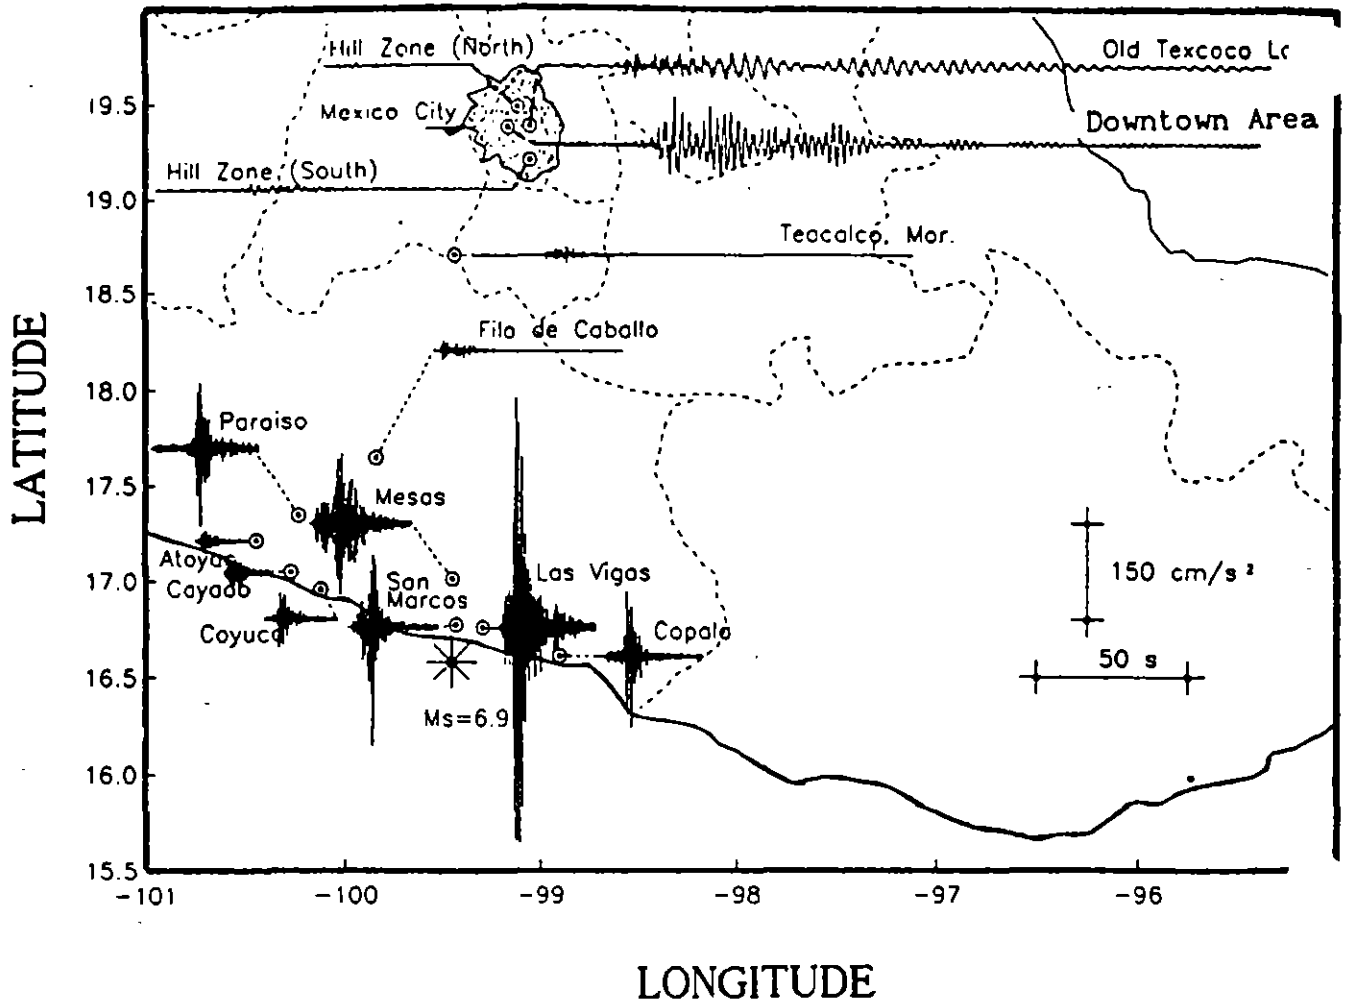 Hill Zone (North)
Old Texcoco Lc
19.5
Mexico City
Downtown Area
Hill Zone (South)
19.0
Teacalco, Mor.
18.5
Filo de Caballo
LATITUDE
18.0
Paraiso
17.5
Mesas
Atoyac
17.0
Cayaco
San
Marcos
Las Vigas
150 cm/s²
Coyuca
Copala
50 s
16.5
Ms=6.9
16.0
15.5
-101
-100
-99
-98
-97
-96
LONGITUDE